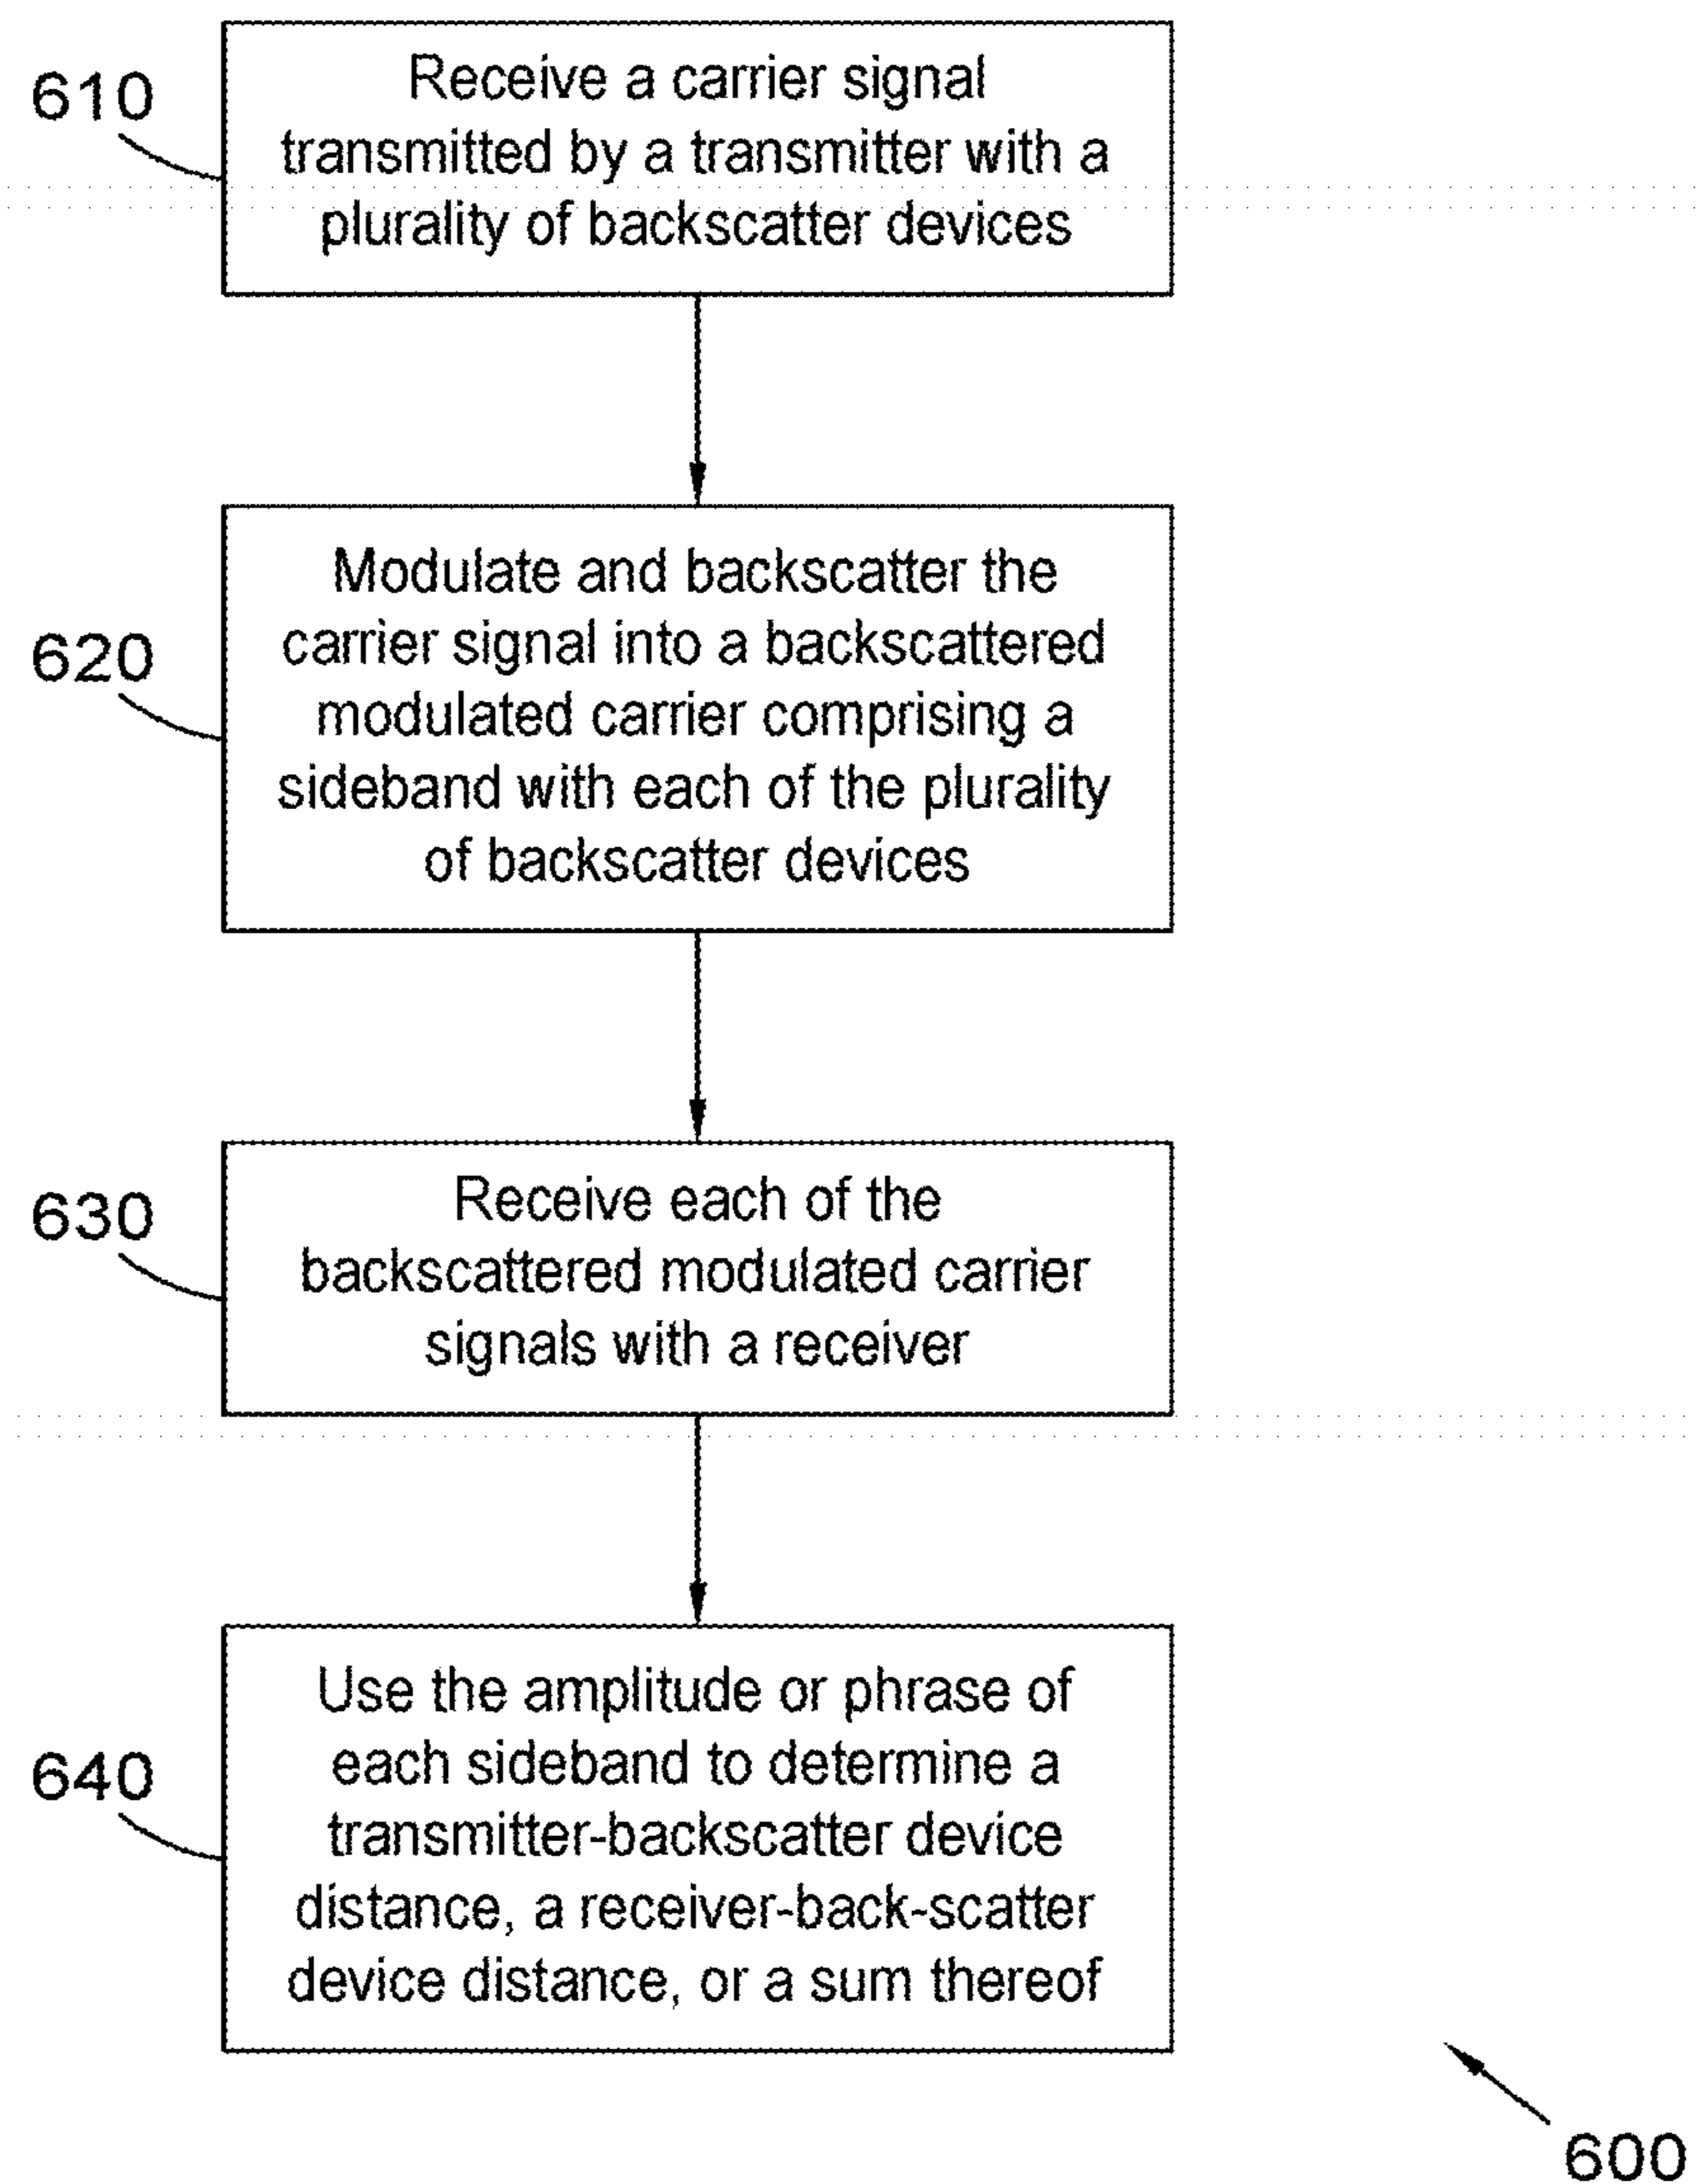 610
Receive a carrier signal
transmitted by a transmitter with a
plurality of backscatter devices
620
Modulate and backscatter the
carrier signal into a backscattered
modulated carrier comprising a
sideband with each of the plurality
of backscatter devices
630
Receive each of the
backscattered modulated carrier
signals with a receiver
640
Use the amplitude or phrase of
each sideband to determine a
transmitter-backscatter device
distance, a receiver-back-scatter
device distance, or a sum thereof
600